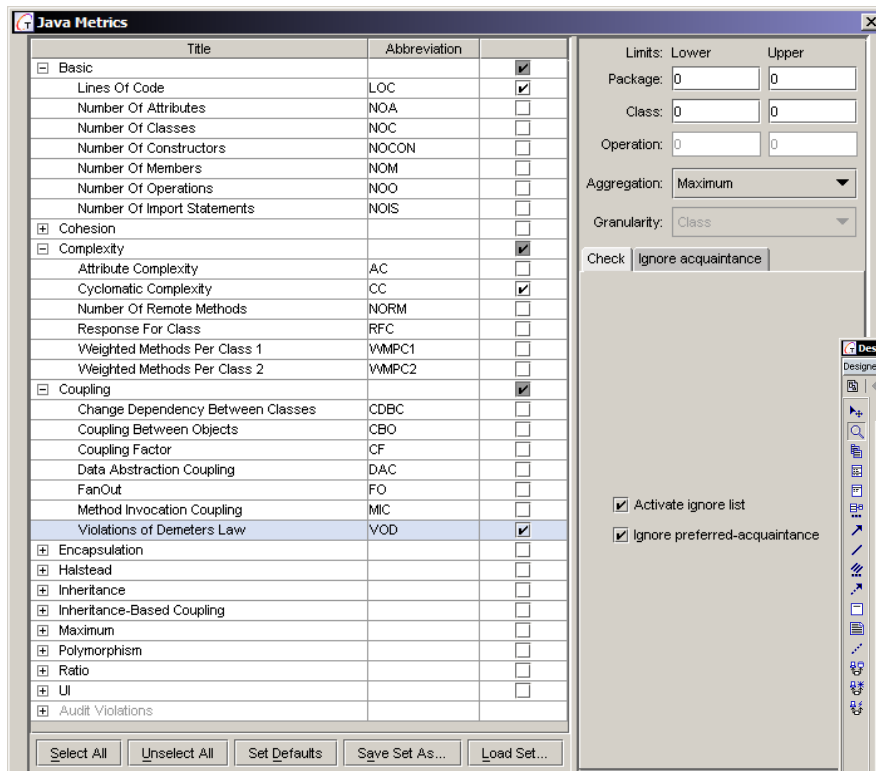 Java Metrics
Title Abbreviation
Basic
Lines Of Code LOC
Number Of Attributes NOA
Number Of Classes NOC
Number Of Constructors NOCON
Number Of Members NOM
Number Of Operations NOO
Number Of Import Statements NOIS
Cohesion
Complexity
Attribute Complexity AC
Cyclomatic Complexity CC
Number Of Remote Methods NORM
Response For Class RFC
Weighted Methods Per Class 1 WMPC1
Weighted Methods Per Class 2 WMPC2
Coupling
Change Dependency Between Classes CDBC
Coupling Between Objects CBO
Coupling Factor CF
Data Abstraction Coupling DAC
FanOut FO
Method Invocation Coupling MIC
Violations of Demeters Law VOD
Encapsulation
Halstead
Inheritance
Inheritance-Based Coupling
Maximum
Polymorphism
Ratio
UI
Audit Violations
Select All Unselect All Set Defaults Save Set As... Load Set...
Limits: Lower Upper
Package: 0 0
Class: 0 0
Operation: 0 0
Aggregation: Maximum
Granularity: Class
Check Ignore acquaintance
Activate ignore list
Ignore preferred-acquaintance
Des
Designe